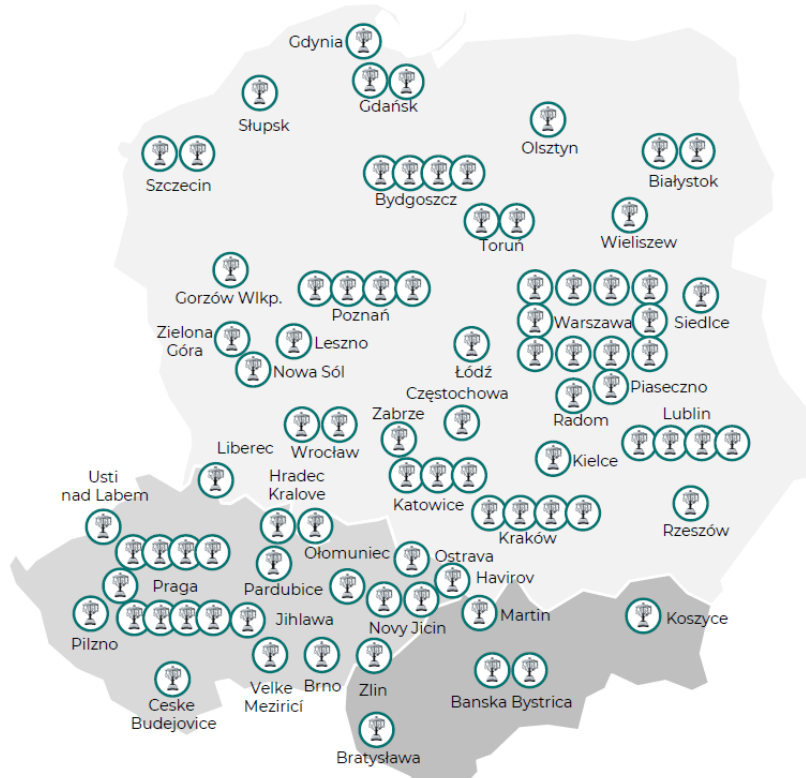 Gdynia
Gdańsk
Słupsk
Olsztyn
Szczecin
Białystok
Bydgoszcz
Toruń
Wieliszew
Gorzów Wlkp.
Poznań
Warszawa
Siedlce
Zielona
Góra
Leszno
Nowa Sól
Łódź
Piaseczno
Częstochowa
Radom
Zabrze
Lublin
Wrocław
Liberec
Kielce
Usti
nad Labem
Hradec
Kralove
Katowice
Kraków
Rzeszów
Ołomuniec
Ostrava
Praga
Pardubice
Havirov
Jihlawa
Novy Jicin
Martin
Koszyce
Pilzno
Ceske
Budejovice
Velke
Mezirici
Brno
Zlin
Banska Bystrica
Bratysława